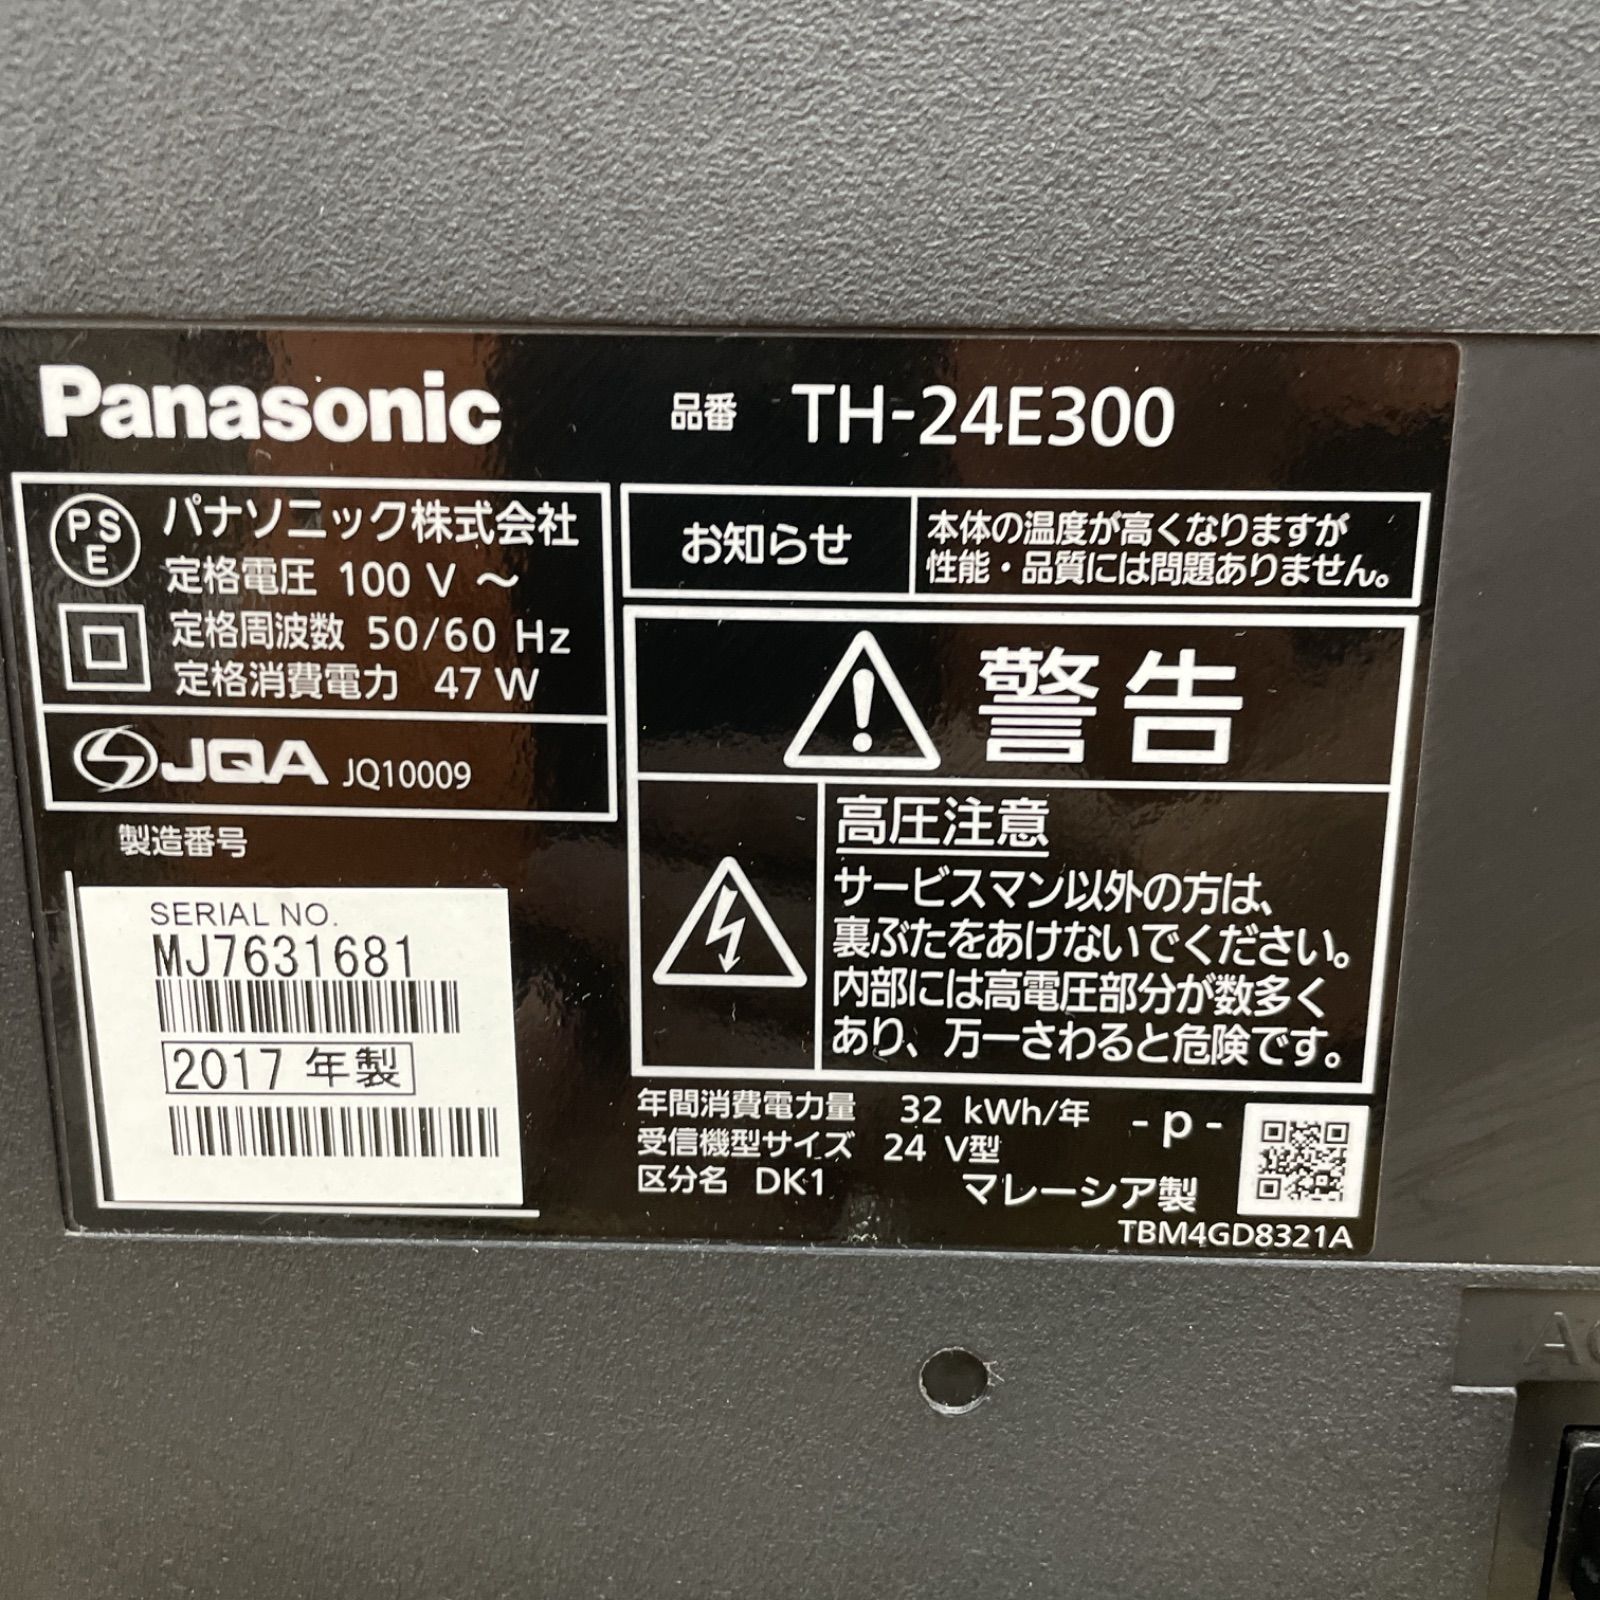 Panasonic
品番 TH-24E300
PS
E
パナソニック株式会社
定格電圧 100 V ～
定格周波数 50/60 Hz
定格消費電力 47 W
JQA JQ10009
製造番号
SERIAL NO.
MJ7631681
2017 年製
お知らせ
本体の温度が高くなりますが
性能・品質には問題ありません。
警告
高圧注意
サービスマン以外の方は、
裏ぶたをあけないでください。
内部には高電圧部分が数多く
あり、万一さわると危険です。
年間消費電力量 32 kWh/年 - p -
受信機型サイズ 24 V型
区分名 DK1
マレーシア製
TBM4GD8321A